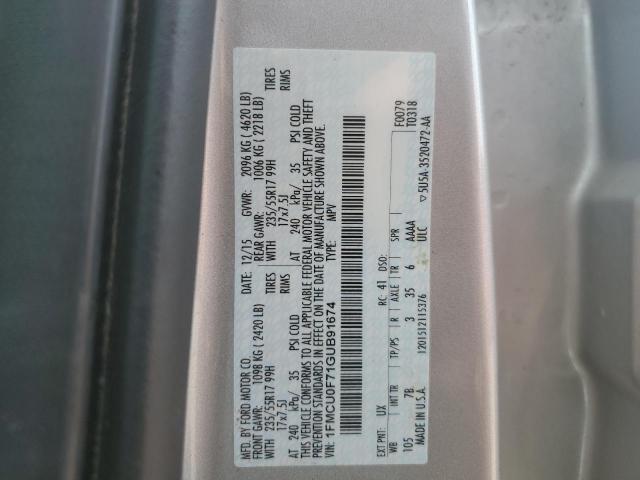 MFD. BY FORD MOTOR CO.
DATE: 12/15 GVWR: 2096 KG ( 4620 LB)
FRONT GAWR: 1098 KG ( 2420 LB) REAR GAWR: 1006 KG ( 2218 LB)
WITH 235/55R17 99H TIRES WITH 235/55R17 99H TIRES
17x7.5J RIMS 17x7.5J RIMS
AT 240 kPa/ 35 PSI COLD AT 240 kPa/ 35 PSI COLD
THIS VEHICLE CONFORMS TO ALL APPLICABLE FEDERAL MOTOR VEHICLE SAFETY AND THEFT
PREVENTION STANDARDS IN EFFECT ON THE DATE OF MANUFACTURE SHOWN ABOVE.
VIN: 1FMCU0F71GUB91674 TYPE: MPV
EXT PNT: UX RC: 41 DSO:
WB INT TR TP/PS R AXLE TR SPR
105 7B 3 35 6 AAAA F0079
MADE IN U.S.A. 1201512115376 ULC T0318
▽ 5U5A-3520472-AA